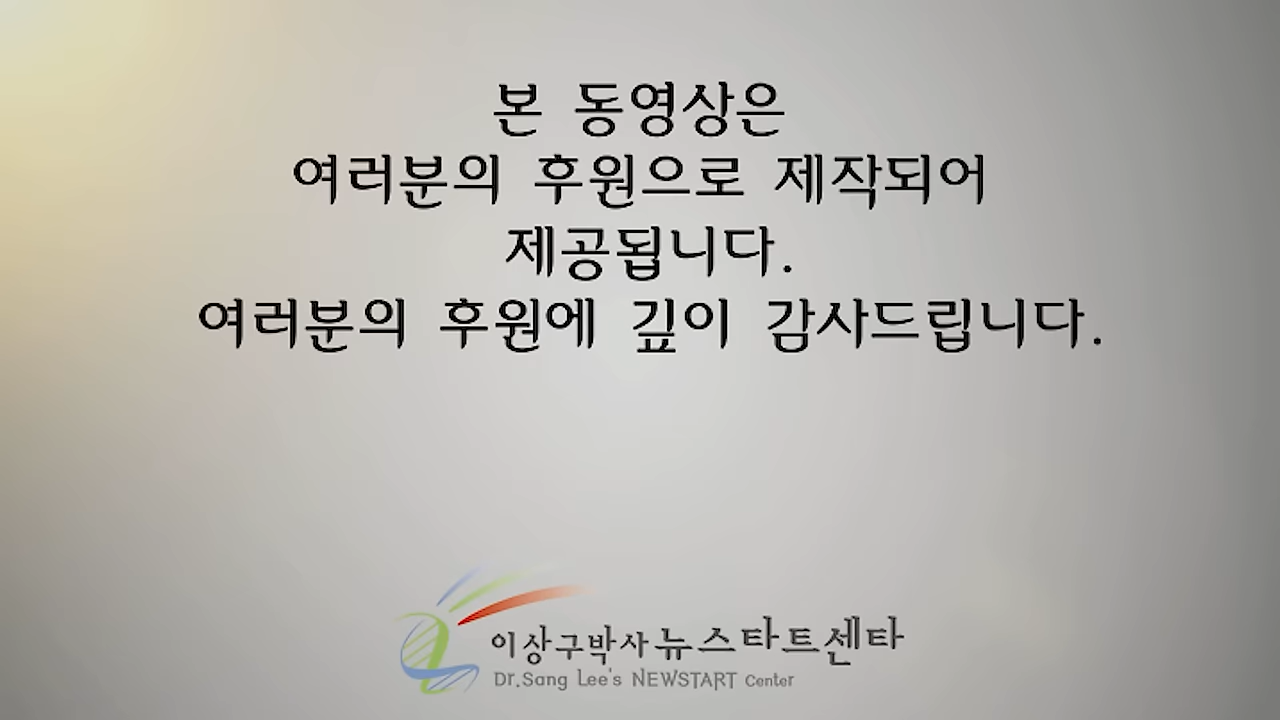 본 동영상은
여러분의 후원으로 제작되어
제공됩니다.
여러분의 후원에 깊이 감사드립니다.
이상구박사 뉴스타트센타
Dr.Sang Lee's NEWSTART Center